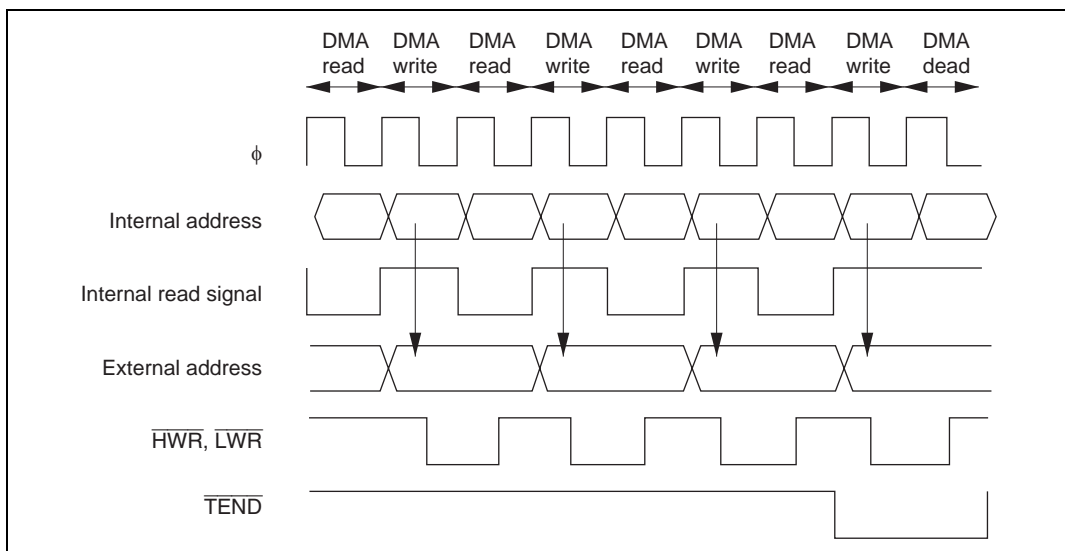 DMA DMA DMA DMA DMA DMA DMA DMA DMA
read write read write read write read write dead
ϕ
Internal address
Internal read signal
External address
HWR, LWR
TEND